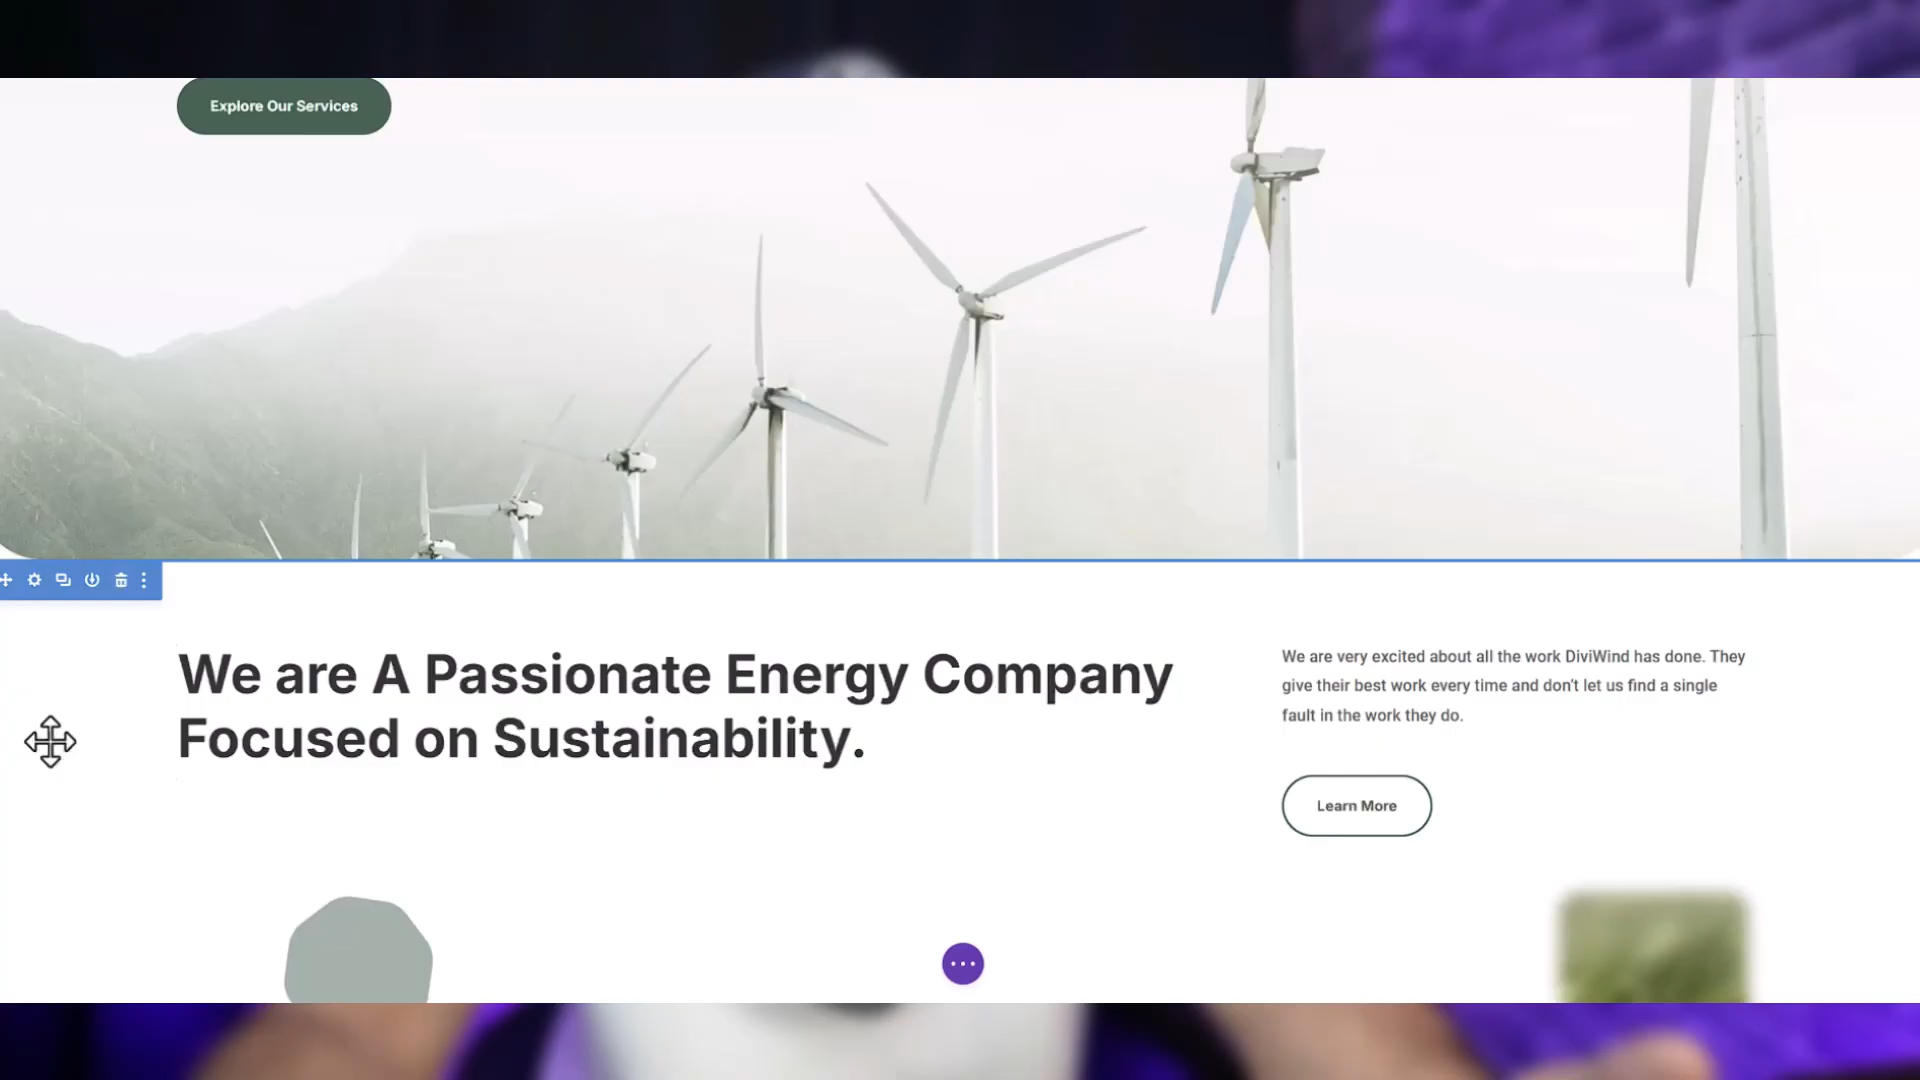 Explore Our Services
We are A Passionate Energy Company
Focused on Sustainability.
We are very excited about all the work DiviWind has done. They
give their best work every time and don't let us find a single
fault in the work they do.
Learn More